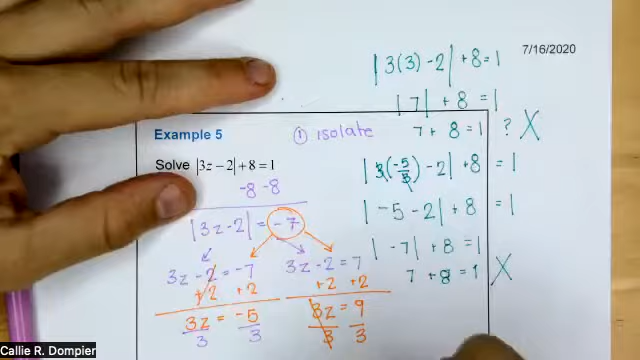 7/16/2020
|3(3) - 2| + 8 = 1
|7| + 8 = 1
7 + 8 = 1 ? X
|3(-5/3) - 2| + 8 = 1
|-5 - 2| + 8 = 1
|-7| + 8 = 1
7 + 8 = 1 X
Example 5
① isolate
Solve |3z − 2| + 8 = 1
-8 -8
|3z - 2| = -7
3z - 2 = -7 3z - 2 = 7
+2 +2 +2 +2
3z = -5 3z = 9
3 3 3 3
Callie R. Dompier